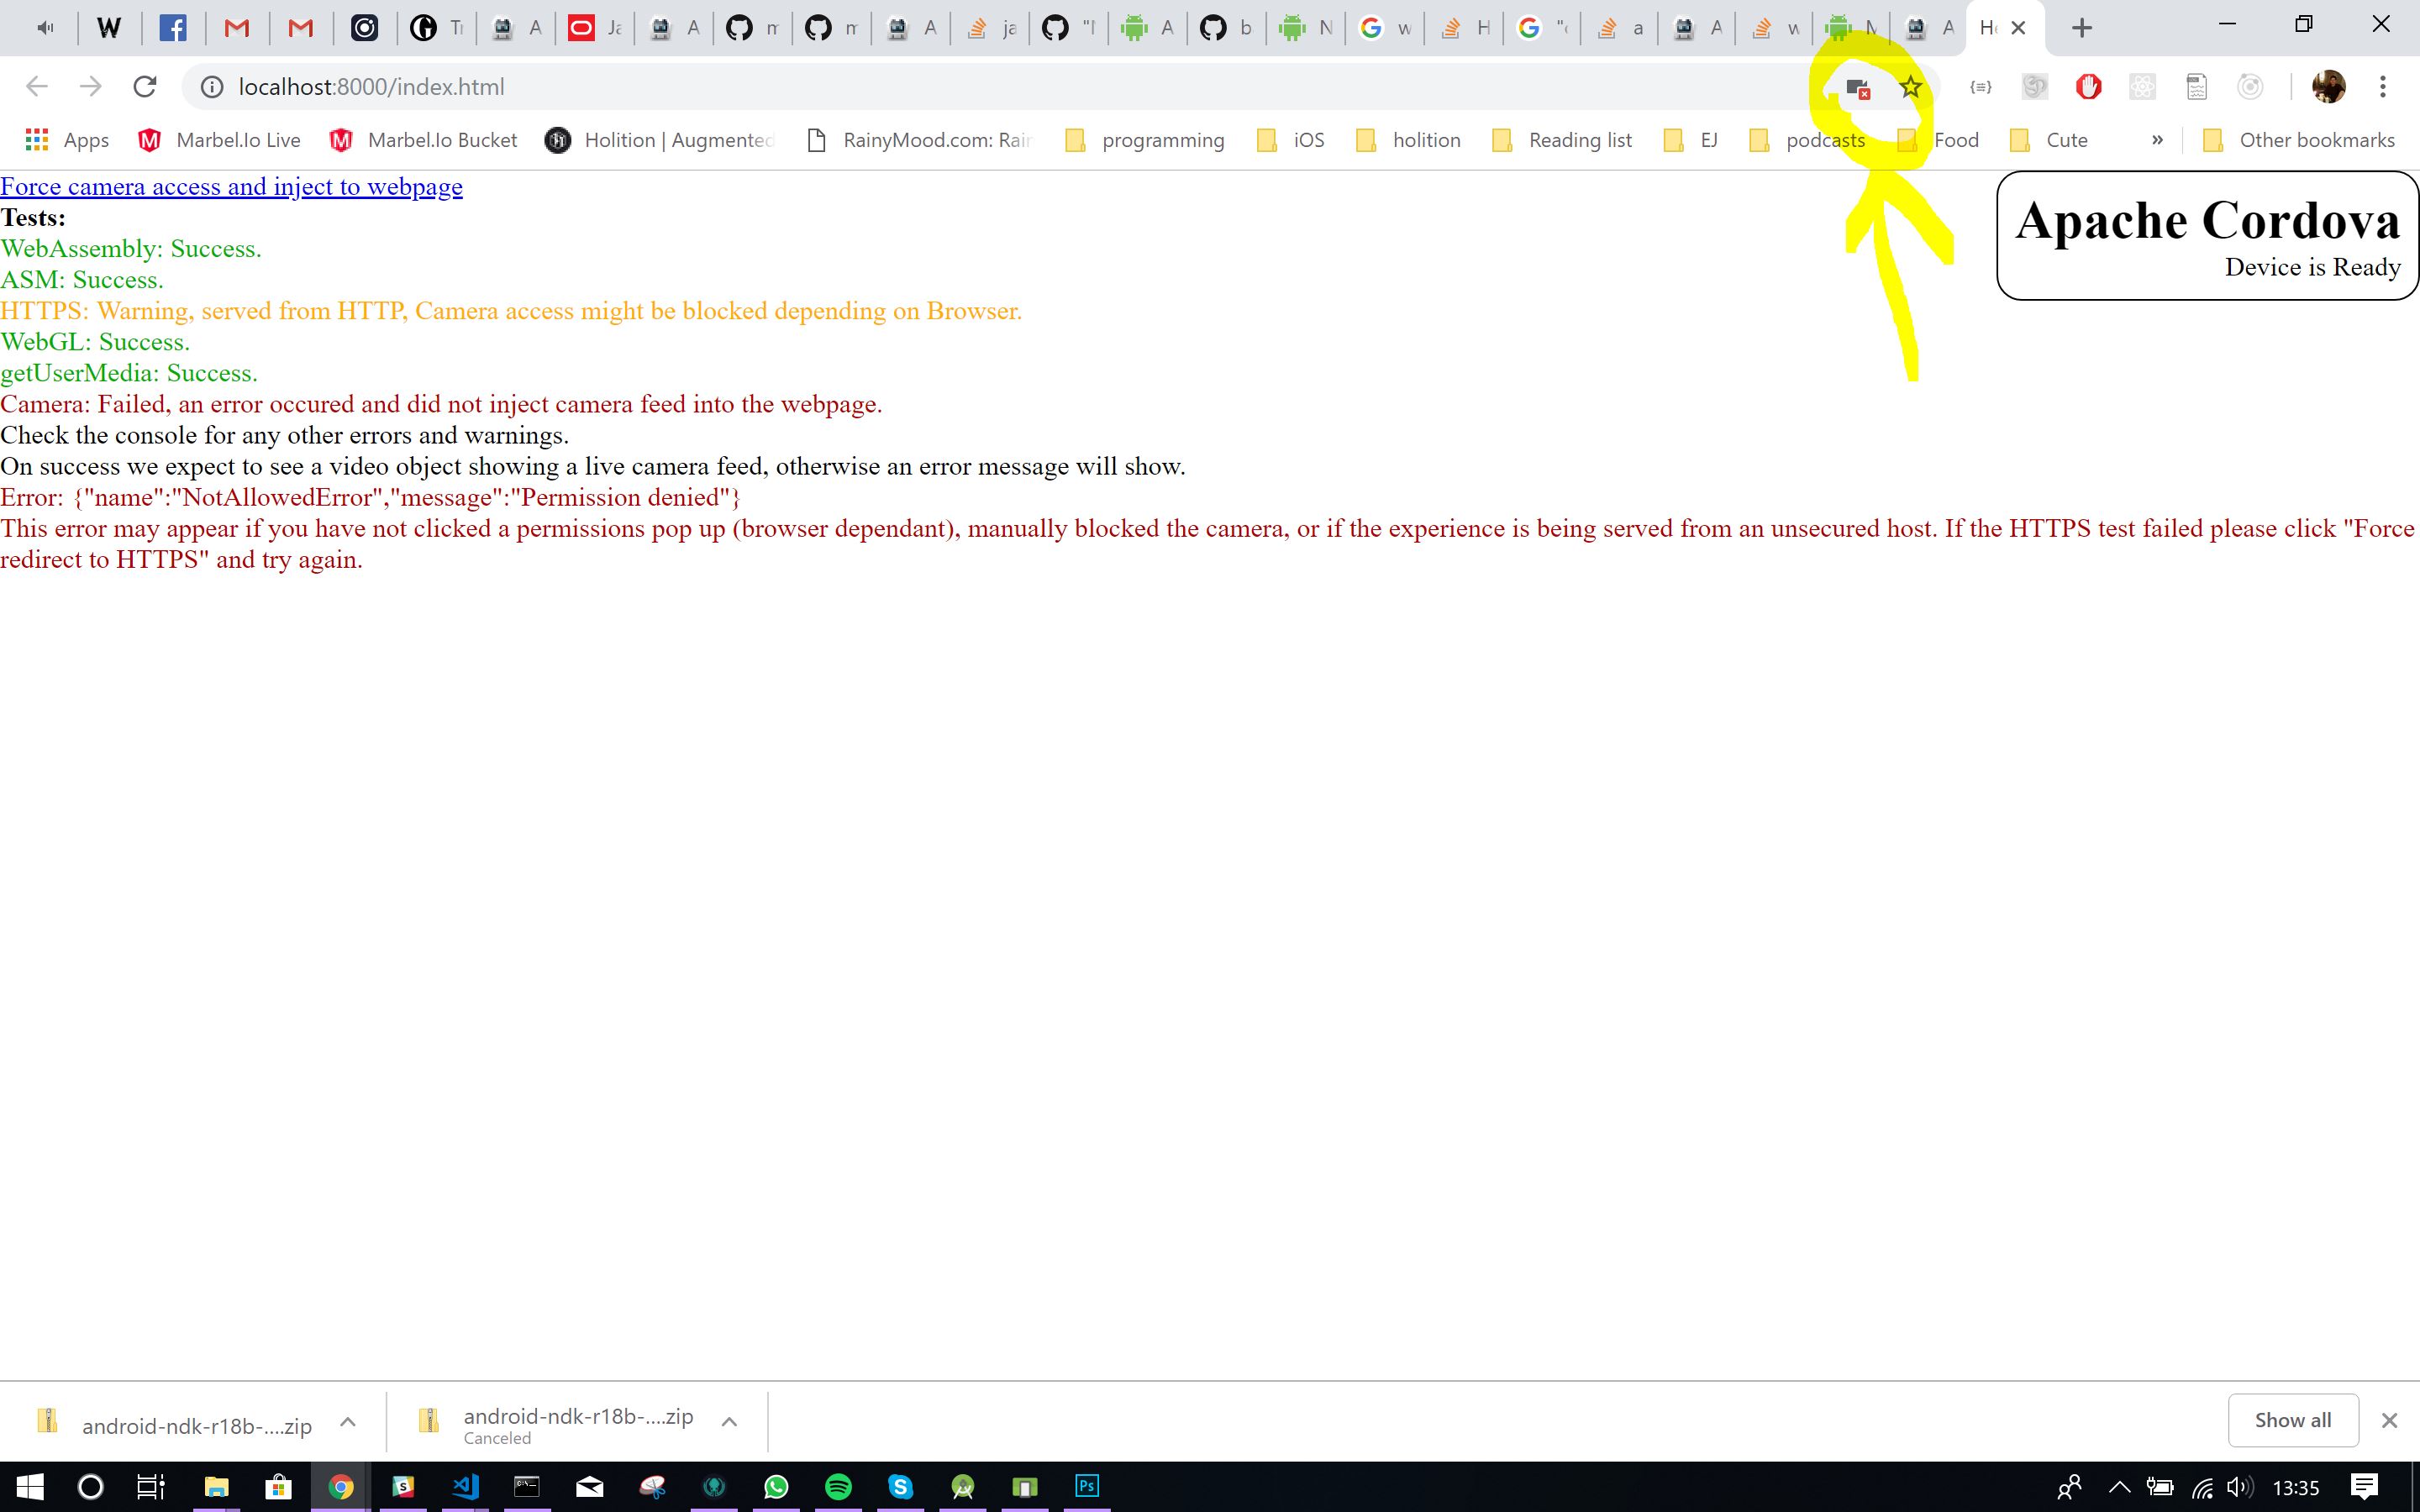 W Tr A Ja A m m A ja "I A b N w H "c a A w M A He
localhost:8000/index.html
Apps Marbel.Io Live Marbel.Io Bucket Holition | Augmented RainyMood.com: Rain programming iOS holition Reading list EJ podcasts Food Cute » Other bookmarks
Force camera access and inject to webpage
Tests:
WebAssembly: Success.
ASM: Success.
HTTPS: Warning, served from HTTP, Camera access might be blocked depending on Browser.
WebGL: Success.
getUserMedia: Success.
Camera: Failed, an error occured and did not inject camera feed into the webpage.
Check the console for any other errors and warnings.
On success we expect to see a video object showing a live camera feed, otherwise an error message will show.
Error: {"name":"NotAllowedError","message":"Permission denied"}
This error may appear if you have not clicked a permissions pop up (browser dependant), manually blocked the camera, or if the experience is being served from an unsecured host. If the HTTPS test failed please click "Force
redirect to HTTPS" and try again.
Apache Cordova
Device is Ready
android-ndk-r18b-....zip
android-ndk-r18b-....zip
Canceled
Show all
Ps
13:35